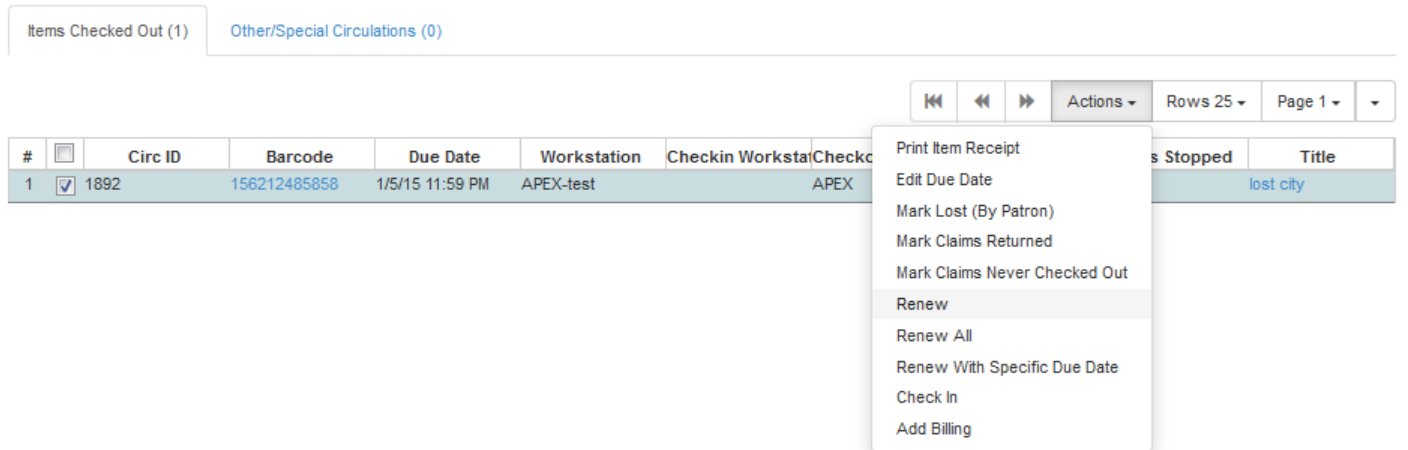 Items Checked Out (1) Other/Special Circulations (0)
Actions Rows 25 Page 1
# Circ ID Barcode Due Date Workstation Checkin Workstat Checko s Stopped Title
1 1892 156212485858 1/5/15 11:59 PM APEX-test APEX lost city
Print Item Receipt
Edit Due Date
Mark Lost (By Patron)
Mark Claims Returned
Mark Claims Never Checked Out
Renew
Renew All
Renew With Specific Due Date
Check In
Add Billing